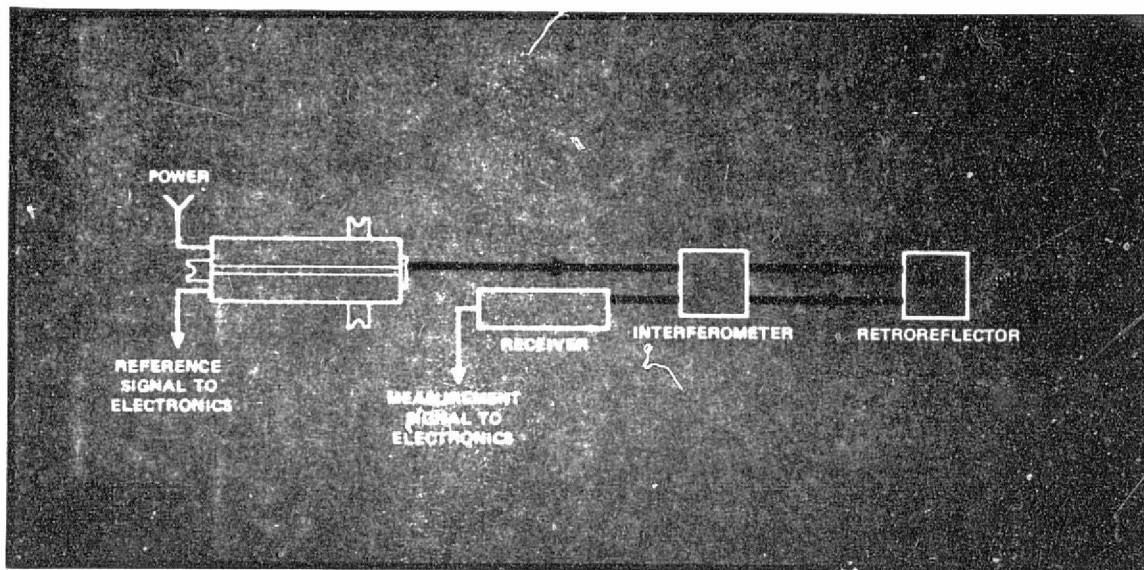 POWER
REFERENCE
SIGNAL TO
ELECTRONICS
RECEIVER
MEASUREMENT
SIGNAL TO
ELECTRONICS
INTERFEROMETER
RETROREFLECTOR